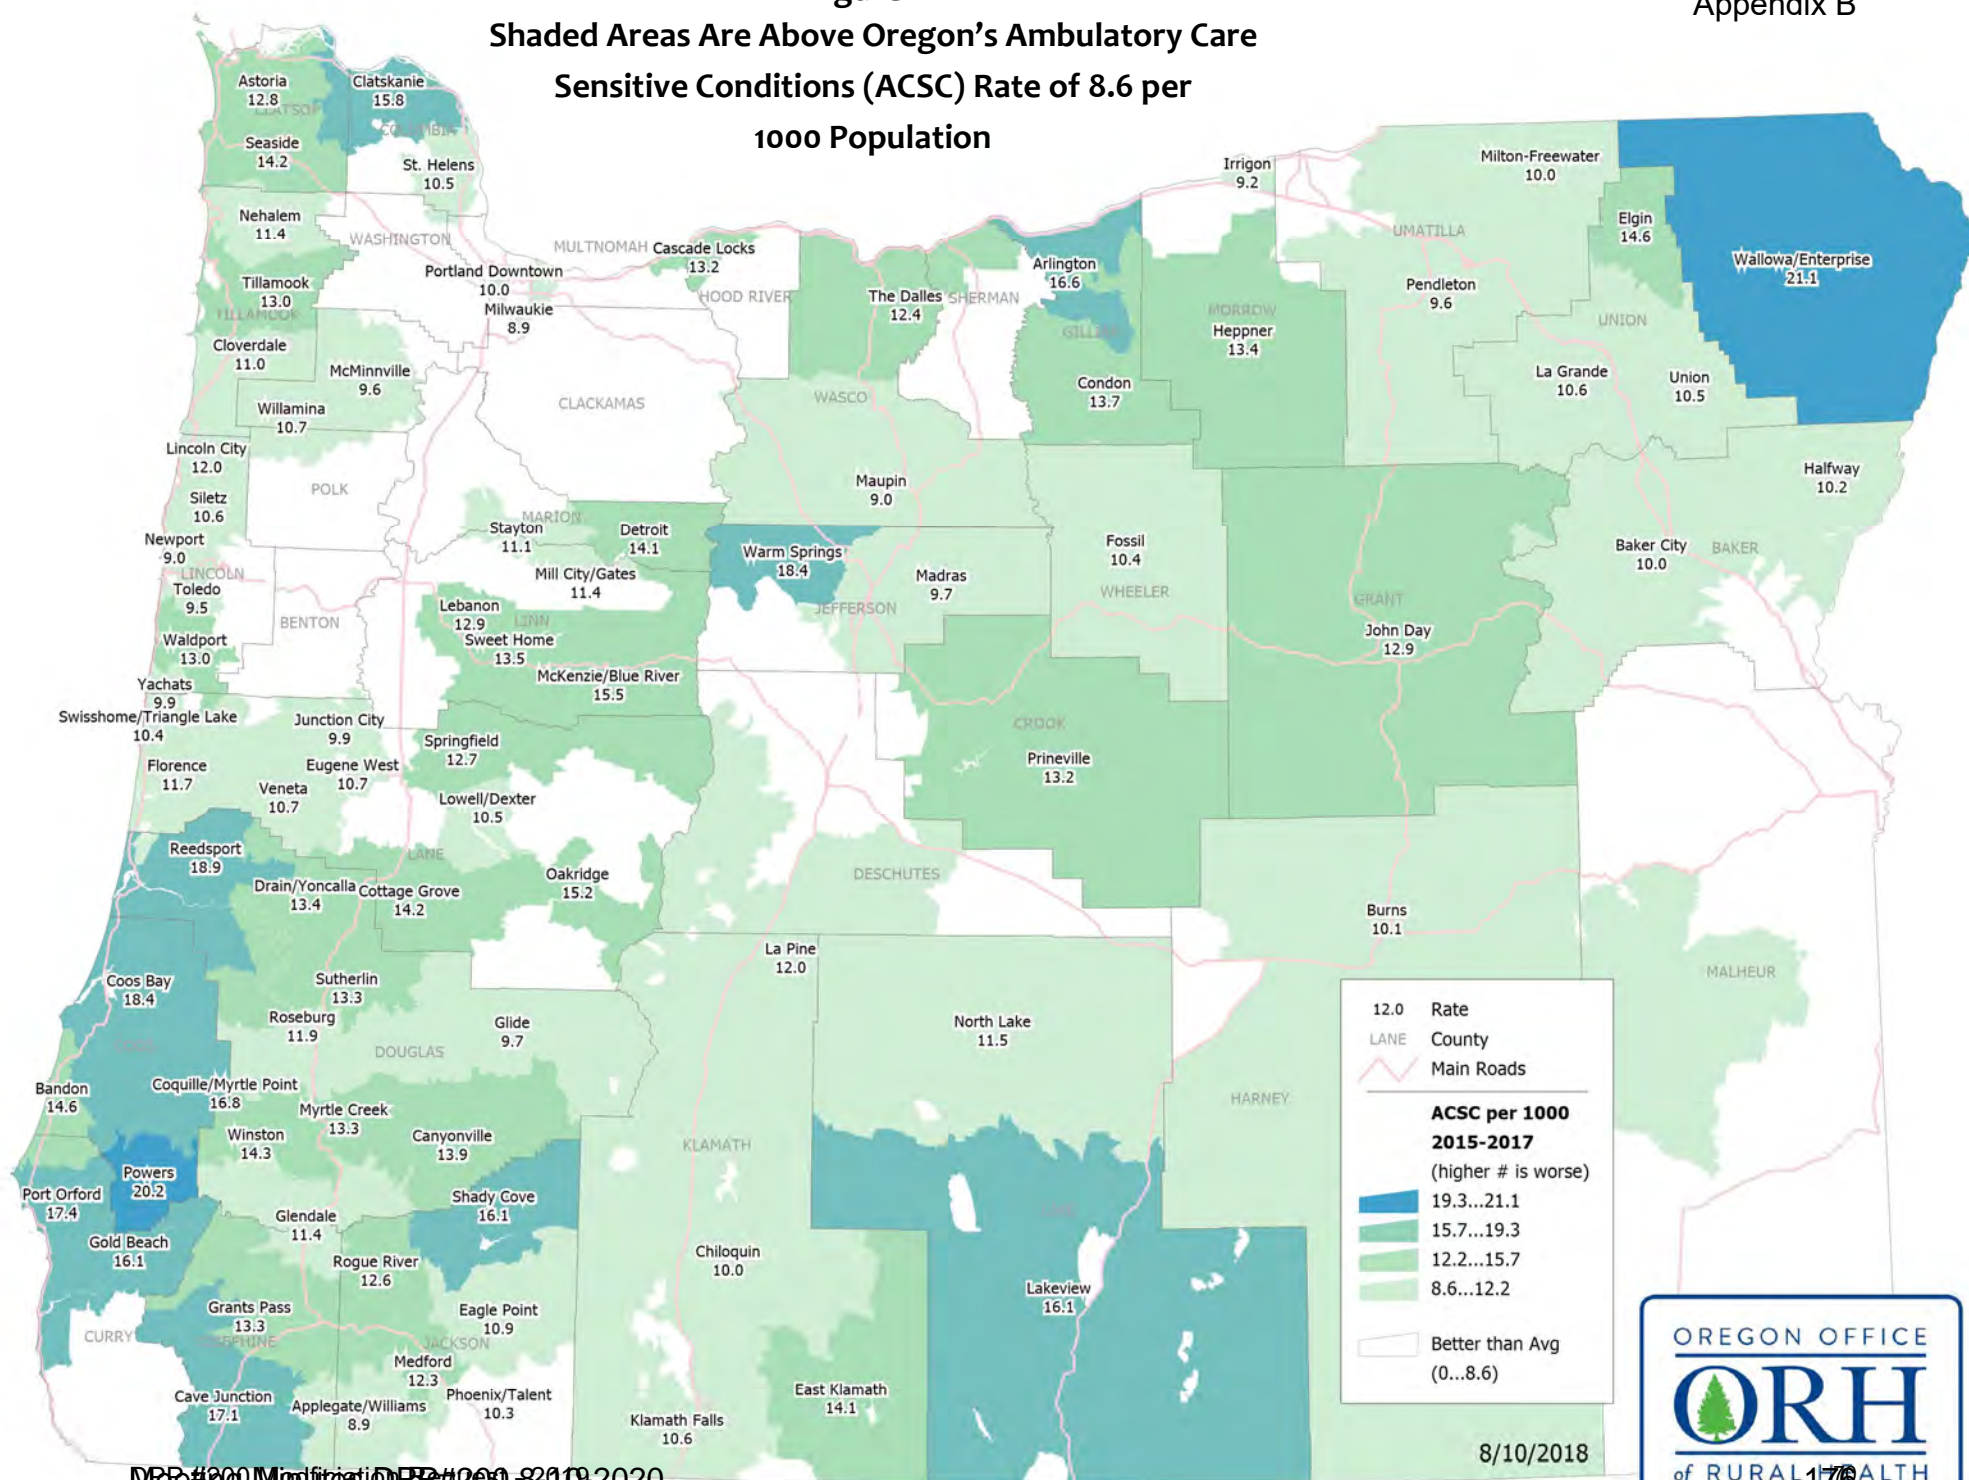 Appendix B
Shaded Areas Are Above Oregon's Ambulatory Care
Sensitive Conditions (ACSC) Rate of 8.6 per
1000 Population
Astoria
12.8
CLATSOP
Clatskanie
15.8
COLUMBIA
Seaside
14.2
St. Helens
10.5
Nehalem
11.4
WASHINGTON
MULTNOMAH
Cascade Locks
13.2
Portland Downtown
10.0
Milwaukie
8.9
HOOD RIVER
Tillamook
13.0
TILLAMOOK
Cloverdale
11.0
McMinnville
9.6
Willamina
10.7
CLACKAMAS
The Dalles
12.4
SHERMAN
Arlington
16.6
GILLIAM
Condon
13.7
Irrigon
9.2
MORROW
Heppner
13.4
Milton-Freewater
10.0
UMATILLA
Pendleton
9.6
Elgin
14.6
Wallowa/Enterprise
21.1
UNION
La Grande
10.6
Union
10.5
Halfway
10.2
Baker City
10.0
BAKER
WASCO
Maupin
9.0
Lincoln City
12.0
POLK
Siletz
10.6
Newport
9.0
LINCOLN
Toledo
9.5
BENTON
Waldport
13.0
Yachats
9.9
MARION
Stayton
11.1
Detroit
14.1
Mill City/Gates
11.4
Lebanon
12.9
LINN
Sweet Home
13.5
McKenzie/Blue River
15.5
Warm Springs
18.4
Madras
9.7
JEFFERSON
Fossil
10.4
WHEELER
GRANT
John Day
12.9
CROOK
Prineville
13.2
Swisshome/Triangle Lake
10.4
Junction City
9.9
Springfield
12.7
Florence
11.7
Eugene West
10.7
Veneta
10.7
Lowell/Dexter
10.5
LANE
Reedsport
18.9
Drain/Yoncalla
13.4
Cottage Grove
14.2
Oakridge
15.2
DESCHUTES
Burns
10.1
La Pine
12.0
Coos Bay
18.4
COOS
Sutherlin
13.3
Roseburg
11.9
Glide
9.7
DOUGLAS
North Lake
11.5
MALHEUR
HARNEY
Bandon
14.6
Coquille/Myrtle Point
16.8
Myrtle Creek
13.3
Winston
14.3
Canyonville
13.9
KLAMATH
Powers
20.2
Port Orford
17.4
Shady Cove
16.1
LAKE
Glendale
11.4
Gold Beach
16.1
Rogue River
12.6
Chiloquin
10.0
Lakeview
16.1
Grants Pass
13.3
JOSEPHINE
Eagle Point
10.9
CURRY
JACKSON
Medford
12.3
Cave Junction
17.1
Applegate/Williams
8.9
Phoenix/Talent
10.3
East Klamath
14.1
Klamath Falls
10.6
12.0 Rate
LANE County
Main Roads
ACSC per 1000
2015-2017
(higher # is worse)
19.3...21.1
15.7...19.3
12.2...15.7
8.6...12.2
Better than Avg
(0...8.6)
8/10/2018
OREGON OFFICE
ORH
of RURAL HEALTH